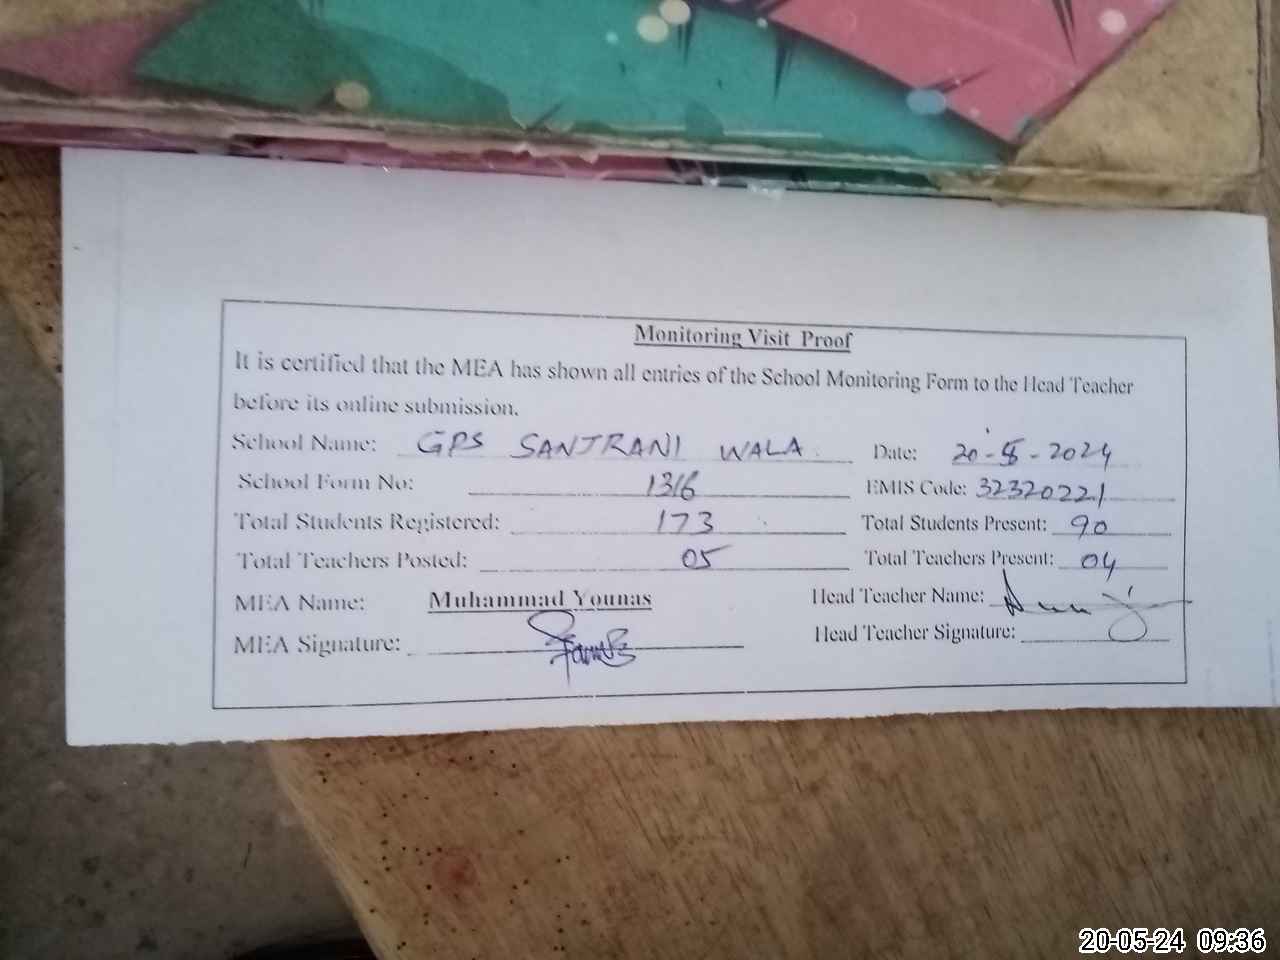 Monitoring Visit Proof
It is certified that the MEA has shown all entries of the School Monitoring Form to the Head Teacher
before its online submission.
School Name: GPS SANJRANI WALA Date: 20-5-2024
School Form No: 1316 EMIS Code: 32320221
Total Students Registered: 173 Total Students Present: 90
Total Teachers Posted: 05 Total Teachers Present: 04
MEA Name: Muhammad Younas Head Teacher Name:
MEA Signature: Head Teacher Signature:
20-05-24 09:36